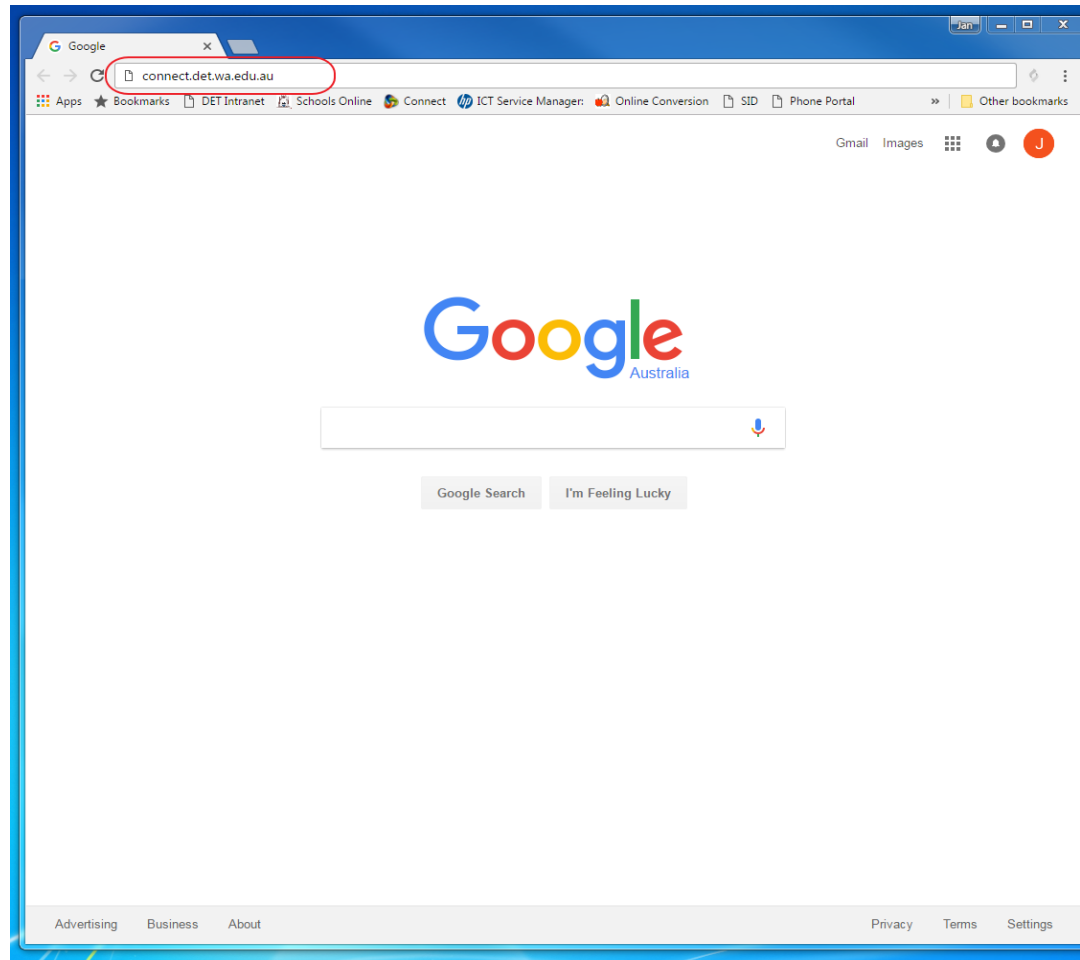 Jan
Google
connect.det.wa.edu.au
Apps Bookmarks DET Intranet Schools Online Connect ICT Service Manager: Online Conversion SID Phone Portal » Other bookmarks
Gmail Images J
Google
Australia
Google Search I'm Feeling Lucky
Advertising Business About Privacy Terms Settings